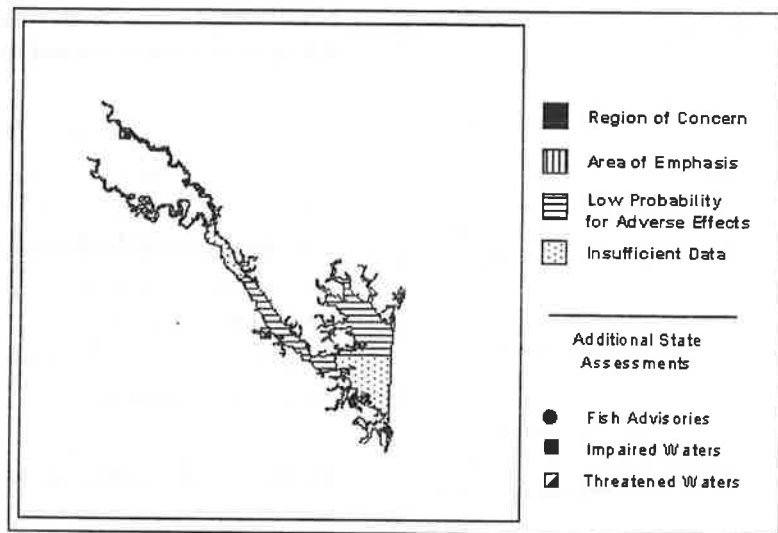 Region of Concern
Area of Emphasis
Low Probability
for Adverse Effects
Insufficient Data
Additional State
Assessments
Fish Advisories
Impaired Waters
Threatened Waters